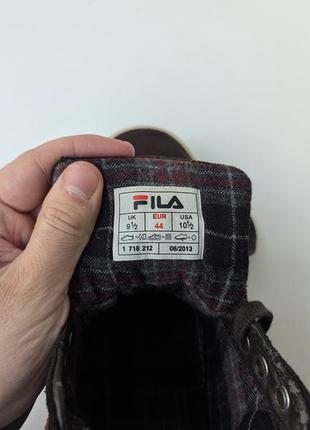 FILA
UK EUR USA
9½ 44 10½
1 718 212 06/2013